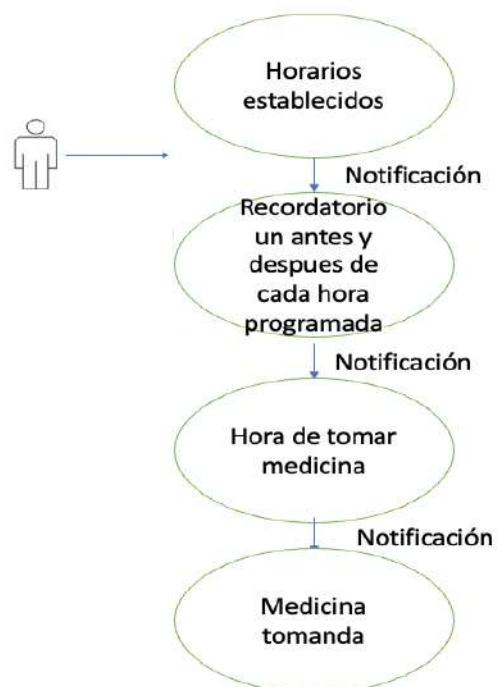 Horarios
establecidos
Notificación
Recordatorio
un antes y
despues de
cada hora
programada
Notificación
Hora de tomar
medicina
Notificación
Medicina
tomanda